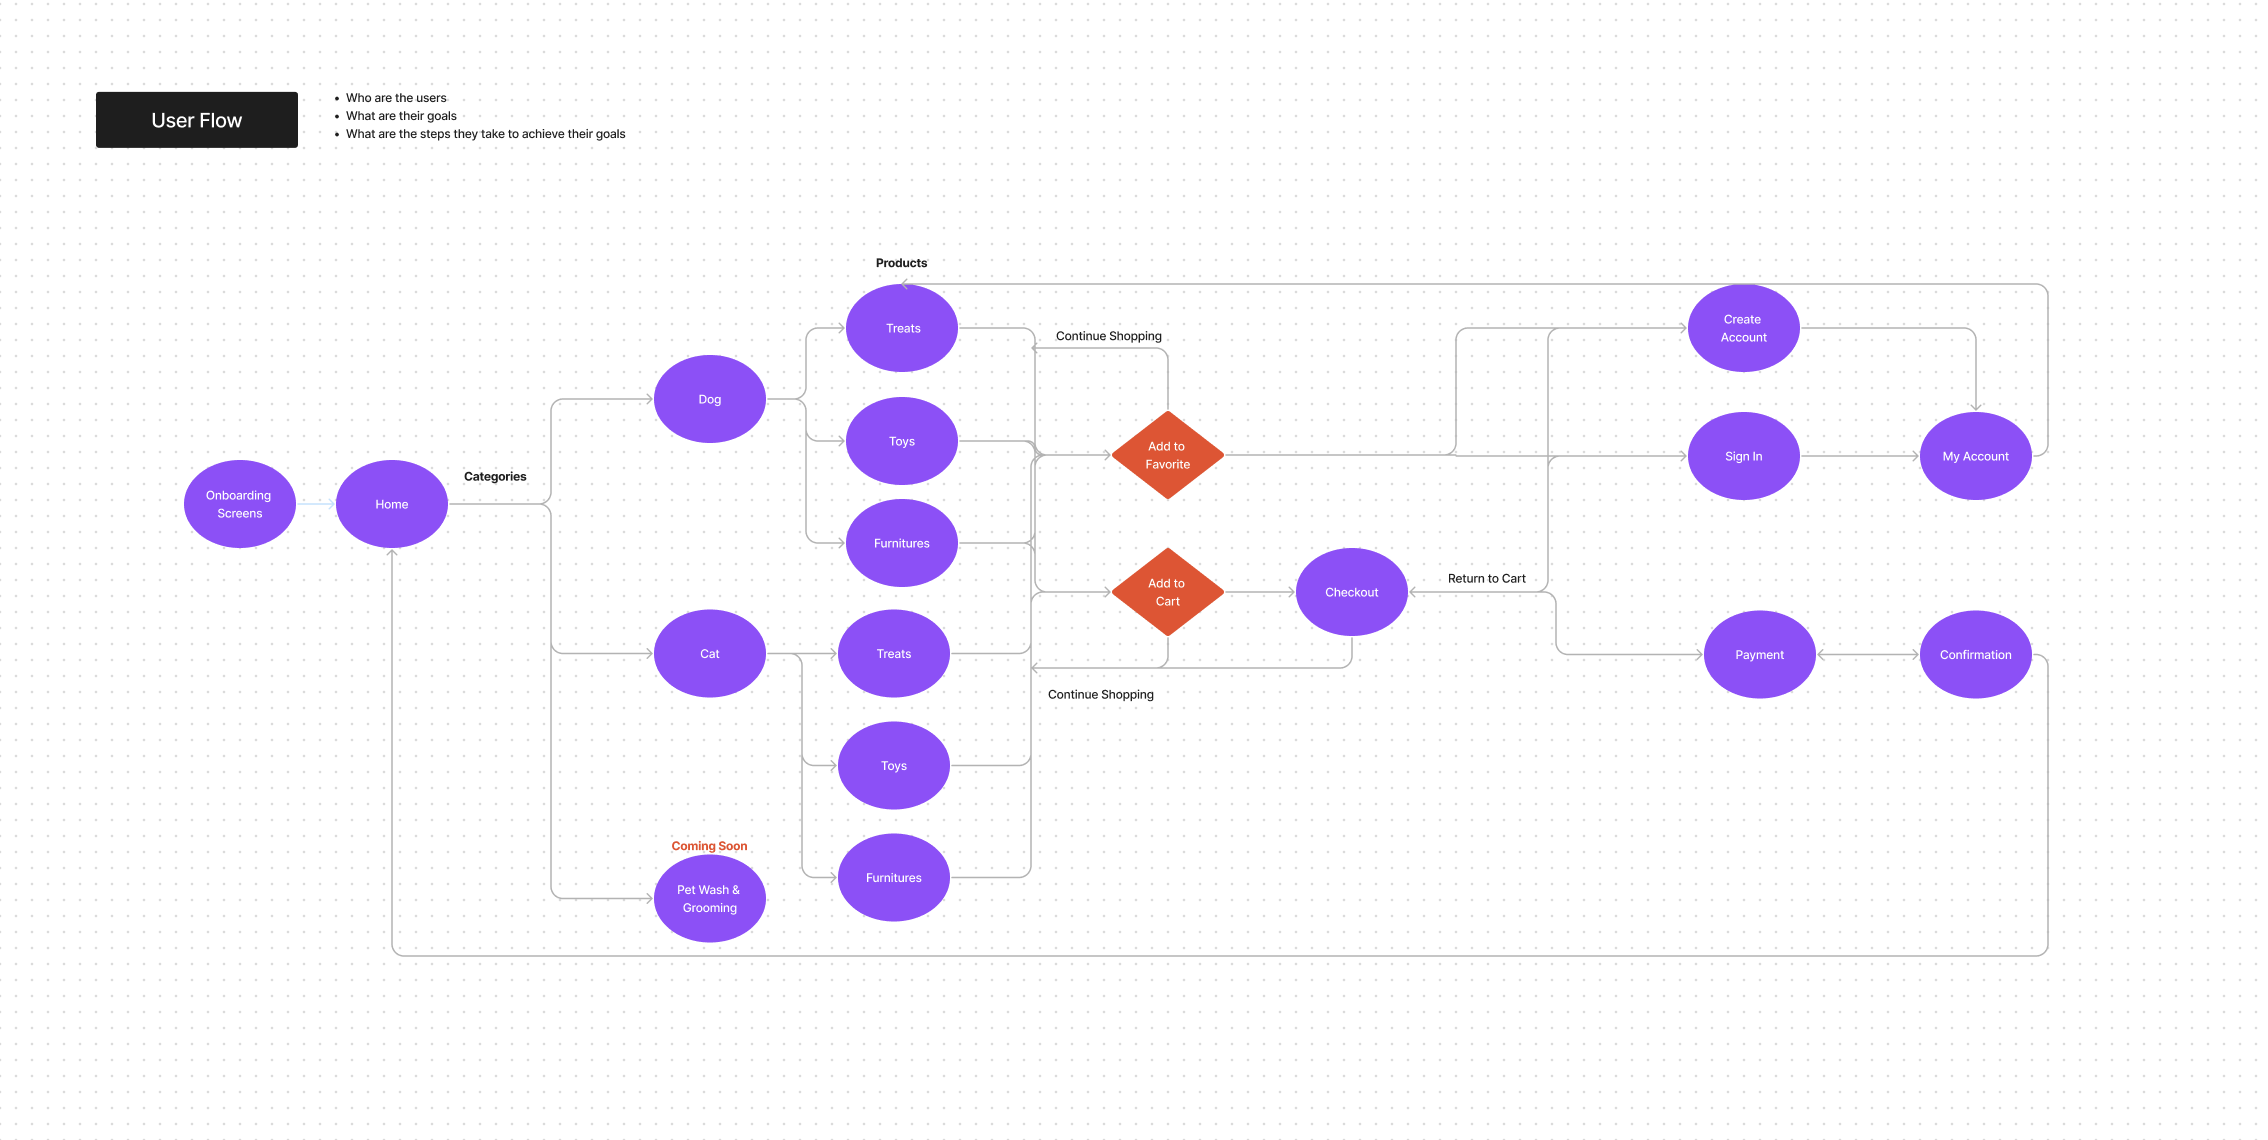 User Flow
Who are the users
What are their goals
What are the steps they take to achieve their goals
Products
Treats
Continue Shopping
Create
Account
Dog
Toys
Add to
Favorite
Sign In
My Account
Categories
Onboarding
Screens
Home
Furnitures
Add to
Cart
Checkout
Return to Cart
Cat
Treats
Payment
Confirmation
Continue Shopping
Toys
Coming Soon
Pet Wash &
Grooming
Furnitures